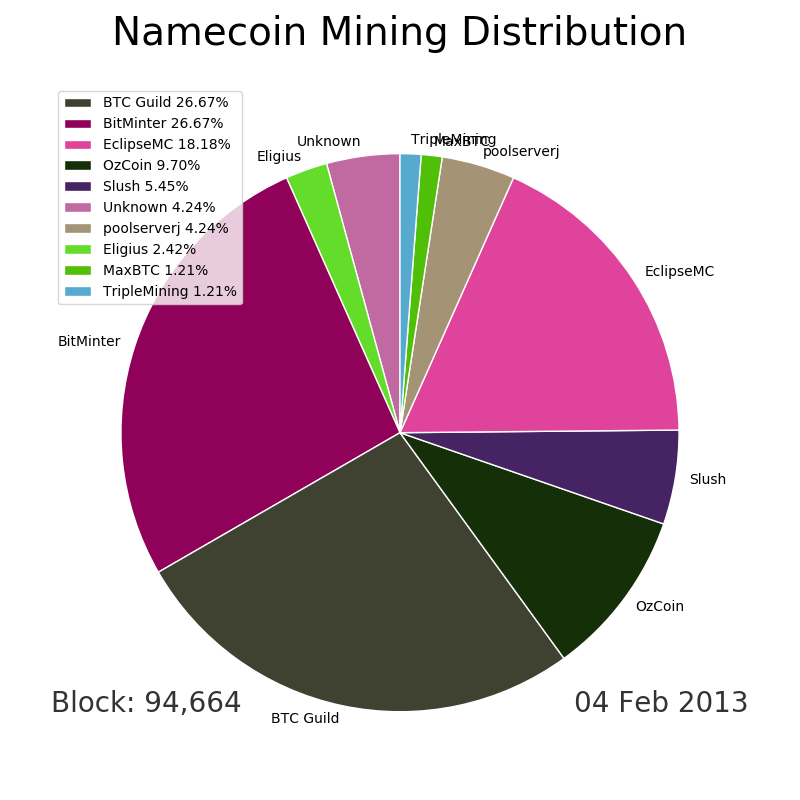 Namecoin Mining Distribution
BTC Guild 26.67%
BitMinter 26.67%
EclipseMC 18.18%
OzCoin 9.70%
Slush 5.45%
Unknown 4.24%
poolserverj 4.24%
Eligius 2.42%
MaxBTC 1.21%
TripleMining 1.21%
TripleMining
MaxBTC
poolserverj
Unknown
Eligius
EclipseMC
BitMinter
Slush
OzCoin
BTC Guild
Block: 94,664
04 Feb 2013